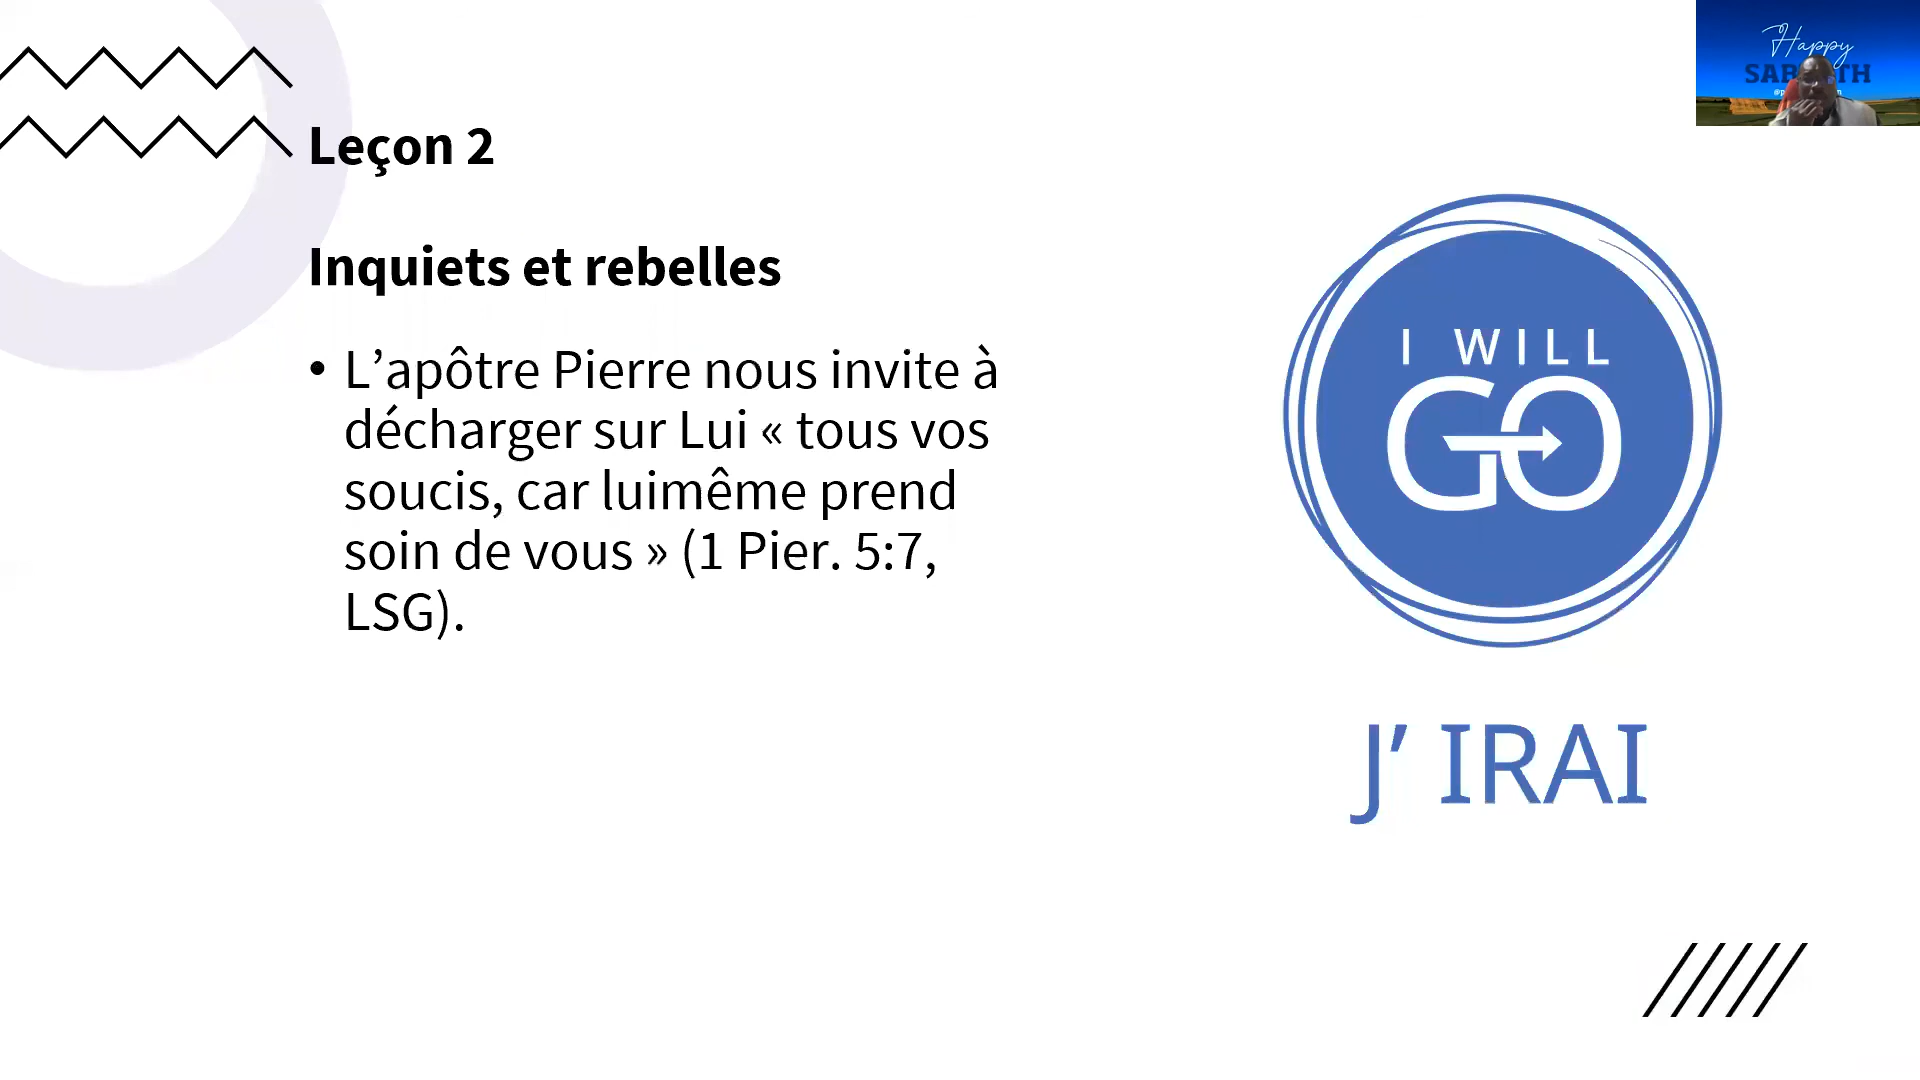 Happy
Leçon 2
Inquiets et rebelles
• L’apôtre Pierre nous invite à
décharger sur Lui « tous vos
soucis, car luimême prend
soin de vous » (1 Pier. 5:7,
LSG).
I WILL
GO
J’ IRAI